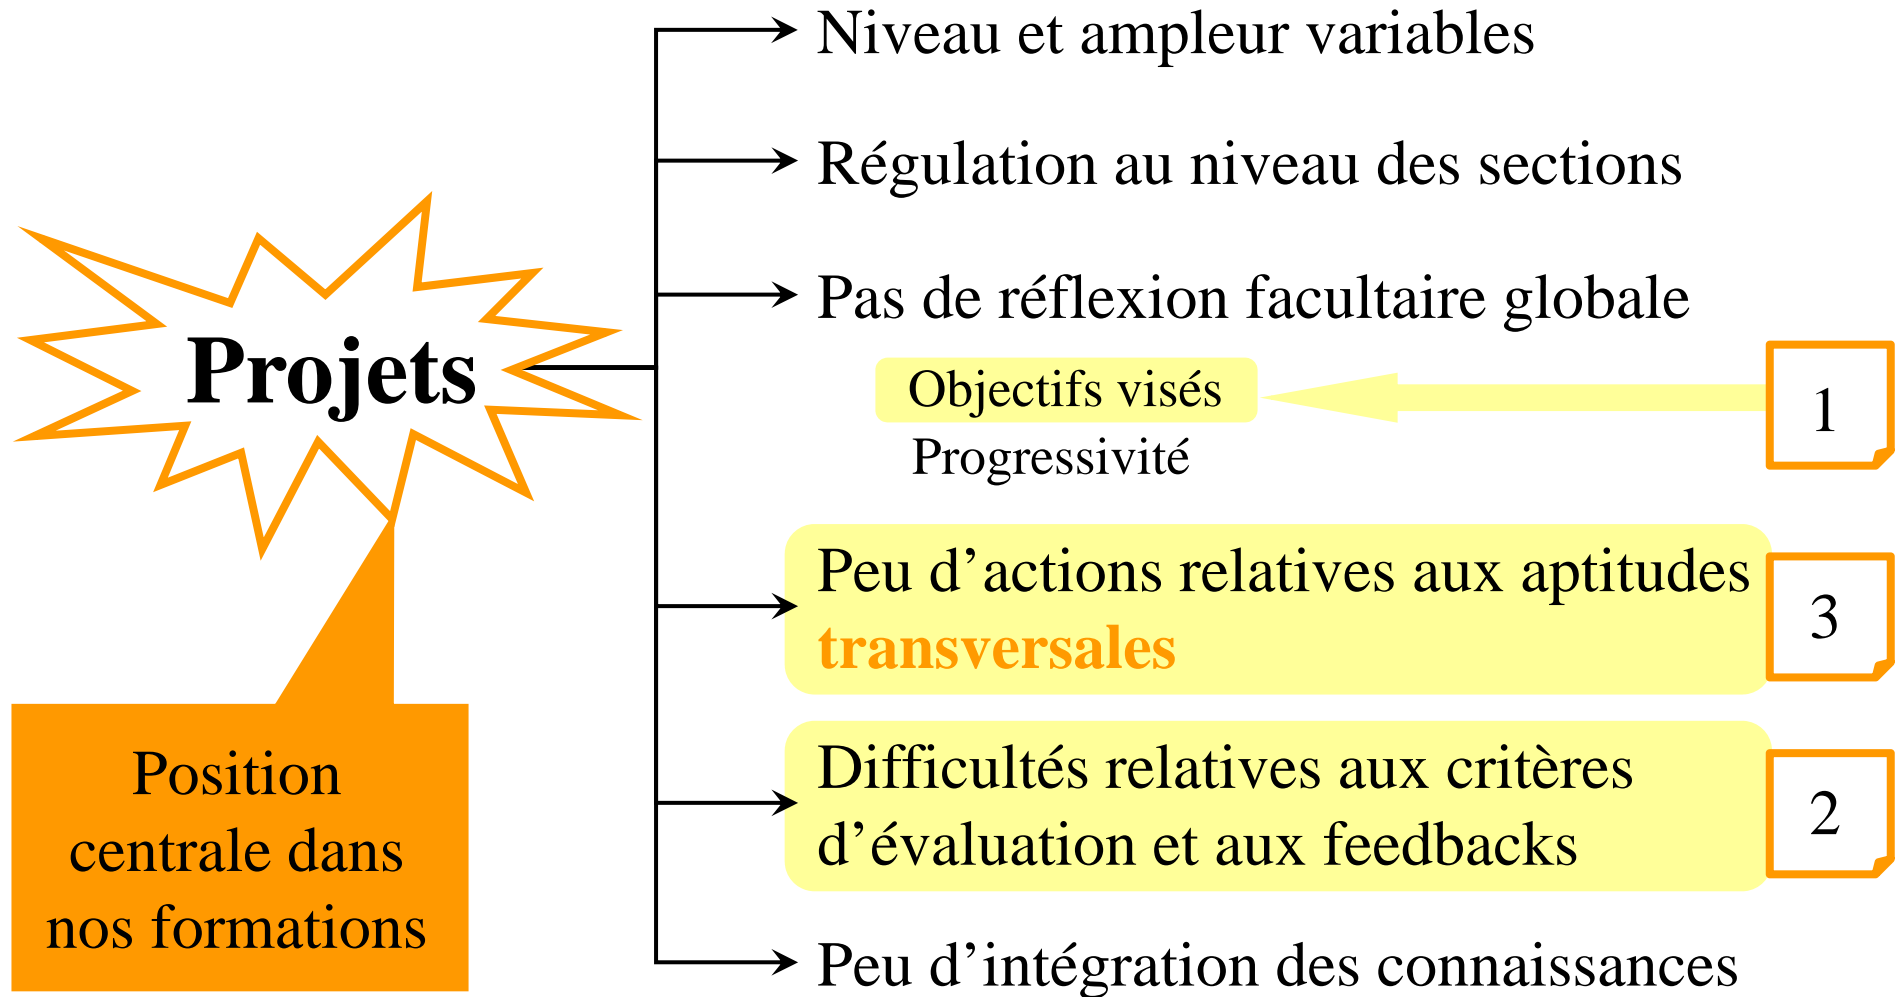 Niveau et ampleur variables
Régulation au niveau des sections
Pas de réflexion facultaire globale
Projets
Objectifs visés
1
Progressivité
Peu d’actions relatives aux aptitudes
transversales
3
Position
centrale dans
nos formations
Difficultés relatives aux critères
d’évaluation et aux feedbacks
2
Peu d’intégration des connaissances